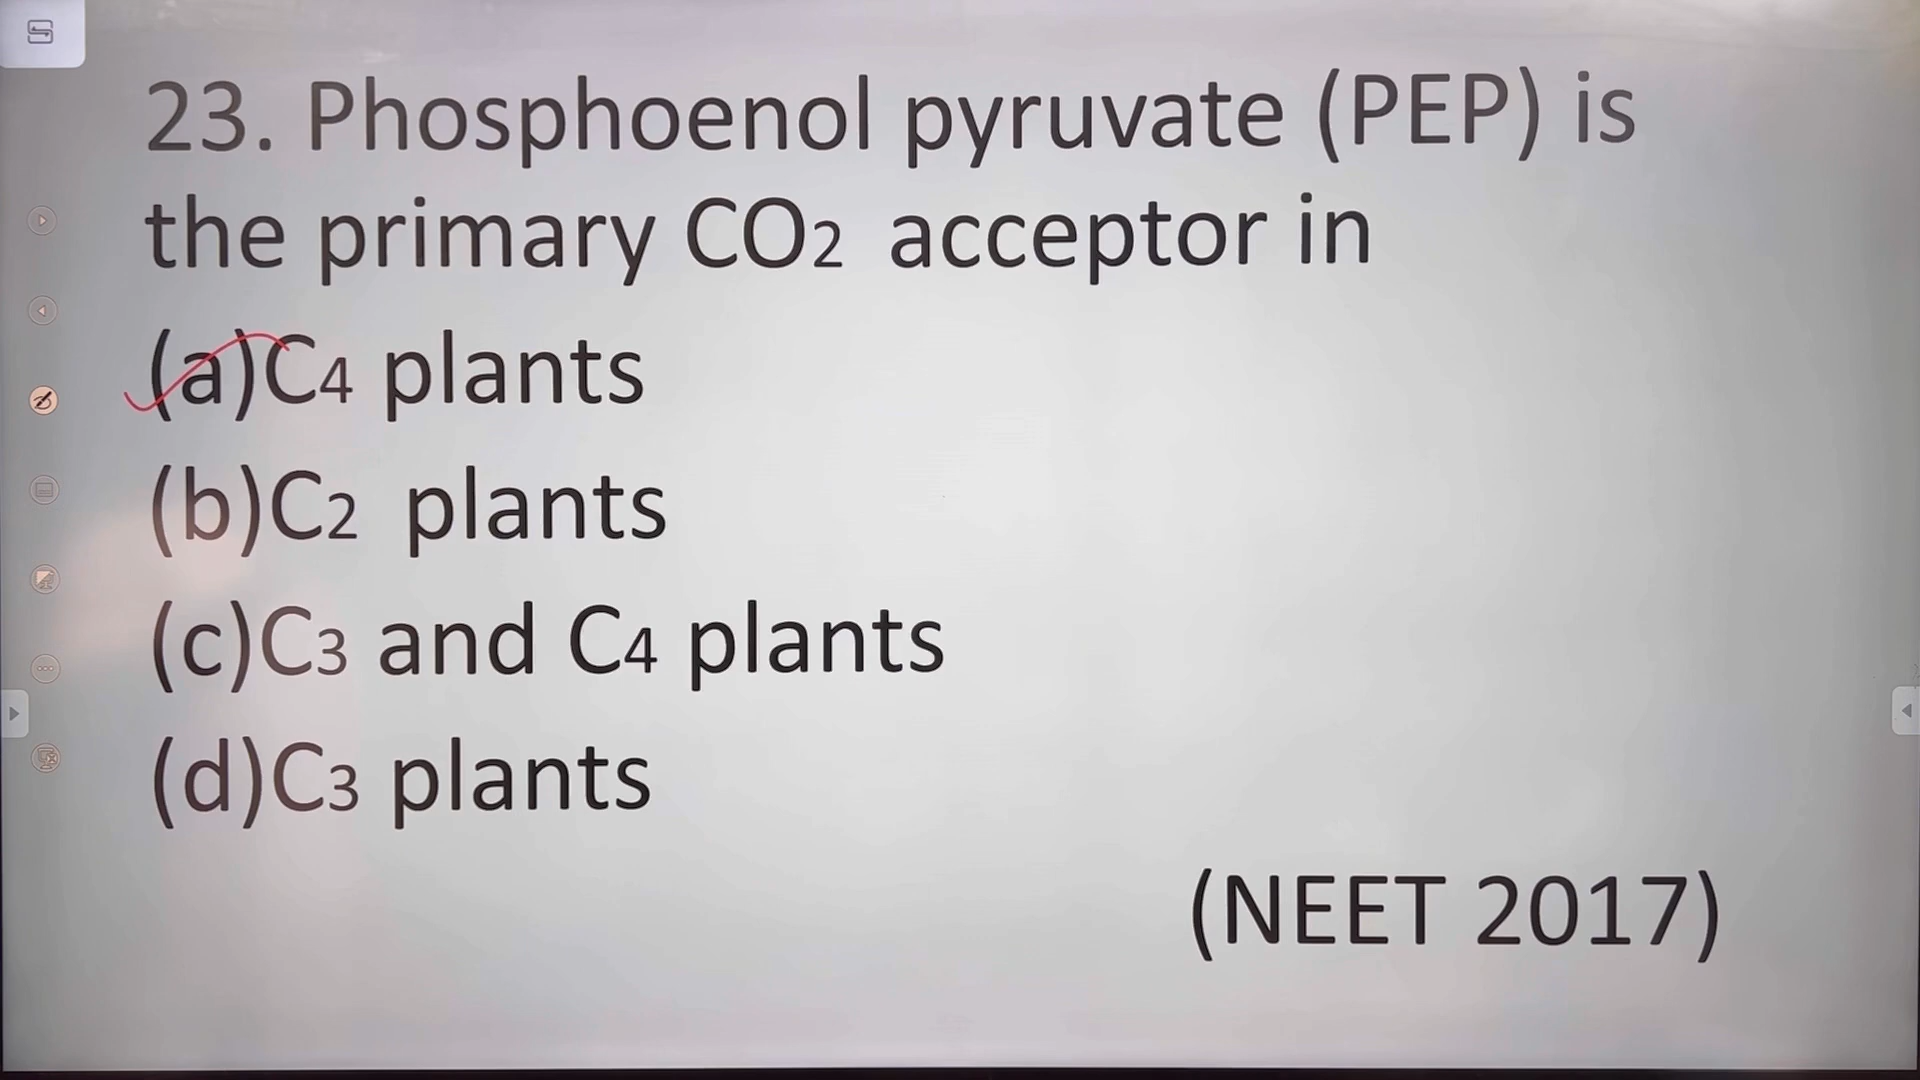 23. Phosphoenol pyruvate (PEP) is
the primary CO2 acceptor in
(a)C4 plants
(b)C2 plants
(c)C3 and C4 plants
(d)C3 plants
(NEET 2017)